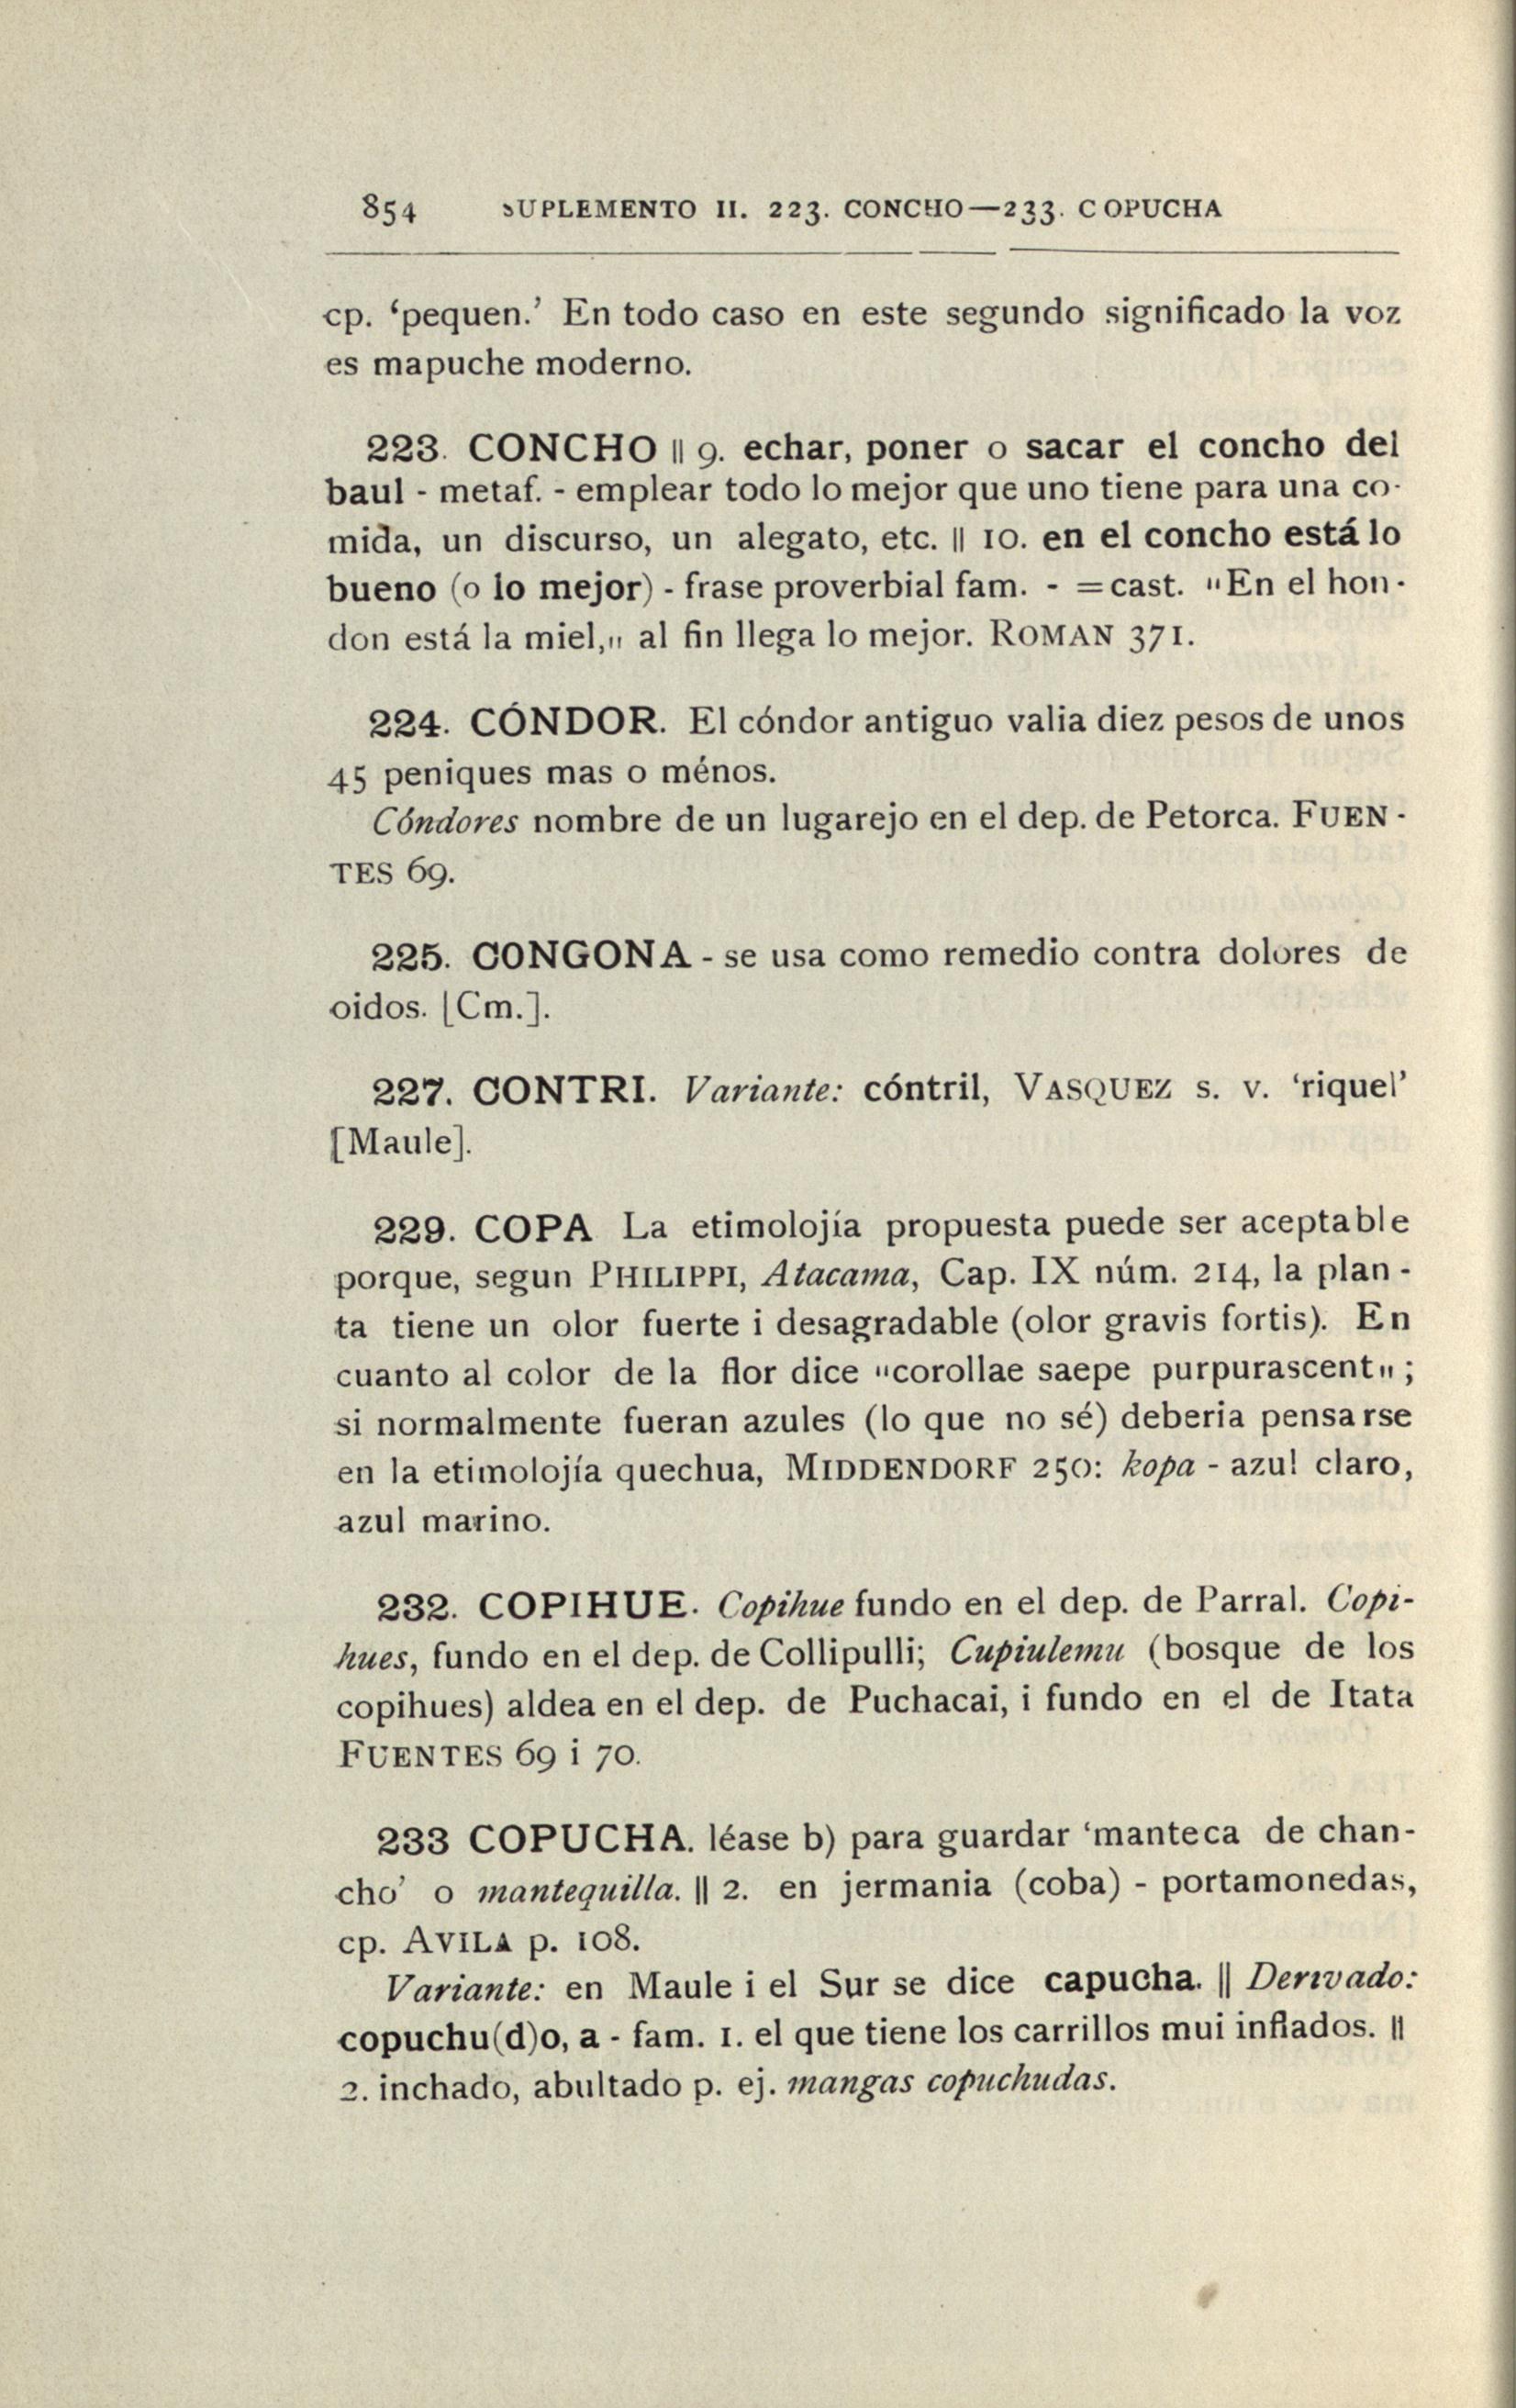 854 SUPLEMENTO II. 223. CONCHO—233. COPUCHA
cp. ‘pequen.’ En todo caso en este segundo significado la voz
es mapuche moderno.
223. CONCHO || 9. echar, poner o sacar el concho del
baul - metaf. - emplear todo lo mejor que uno tiene para una co-
mida, un discurso, un alegato, etc. || 10. en el concho está lo
bueno (o lo mejor) - frase proverbial fam. - = cast. "En el hon-
don está la miel,„ al fin llega lo mejor. ROMAN 371.
224. CÓNDOR. El cóndor antiguo valia diez pesos de unos
45 peniques mas o ménos.
Cóndores nombre de un lugarejo en el dep. de Petorca. FUEN-
TES 69.
225. CONGONA - se usa como remedio contra dolores de
oidos. [Cm.].
227. CONTRI. Variante: cóntril, VASQUEZ s. v. ‘riquel’
[Maule].
229. COPA La etimolojía propuesta puede ser aceptable
porque, segun PHILIPPI, Atacama, Cap. IX núm. 214, la plan-
ta tiene un olor fuerte i desagradable (olor gravis fortis). En
cuanto al color de la flor dice "corollae saepe purpurascent„;
si normalmente fueran azules (lo que no sé) deberia pensarse
en la etimolojía quechua, MIDDENDORF 250: kopa - azul claro,
azul marino.
232. COPIHUE. Copihue fundo en el dep. de Parral. Copi-
hues, fundo en el dep. de Collipulli; Cupiulemu (bosque de los
copihues) aldea en el dep. de Puchacai, i fundo en el de Itata
FUENTES 69 i 70.
233 COPUCHA. léase b) para guardar ‘manteca de chan-
cho’ o mantequilla. || 2. en jermania (coba) - portamonedas,
cp. AVILA p. 108.
Variante: en Maule i el Sur se dice capucha. || Derivado:
copuchu(d)o, a - fam. 1. el que tiene los carrillos mui inflados. ||
2. inchado, abultado p. ej. mangas copuchudas.